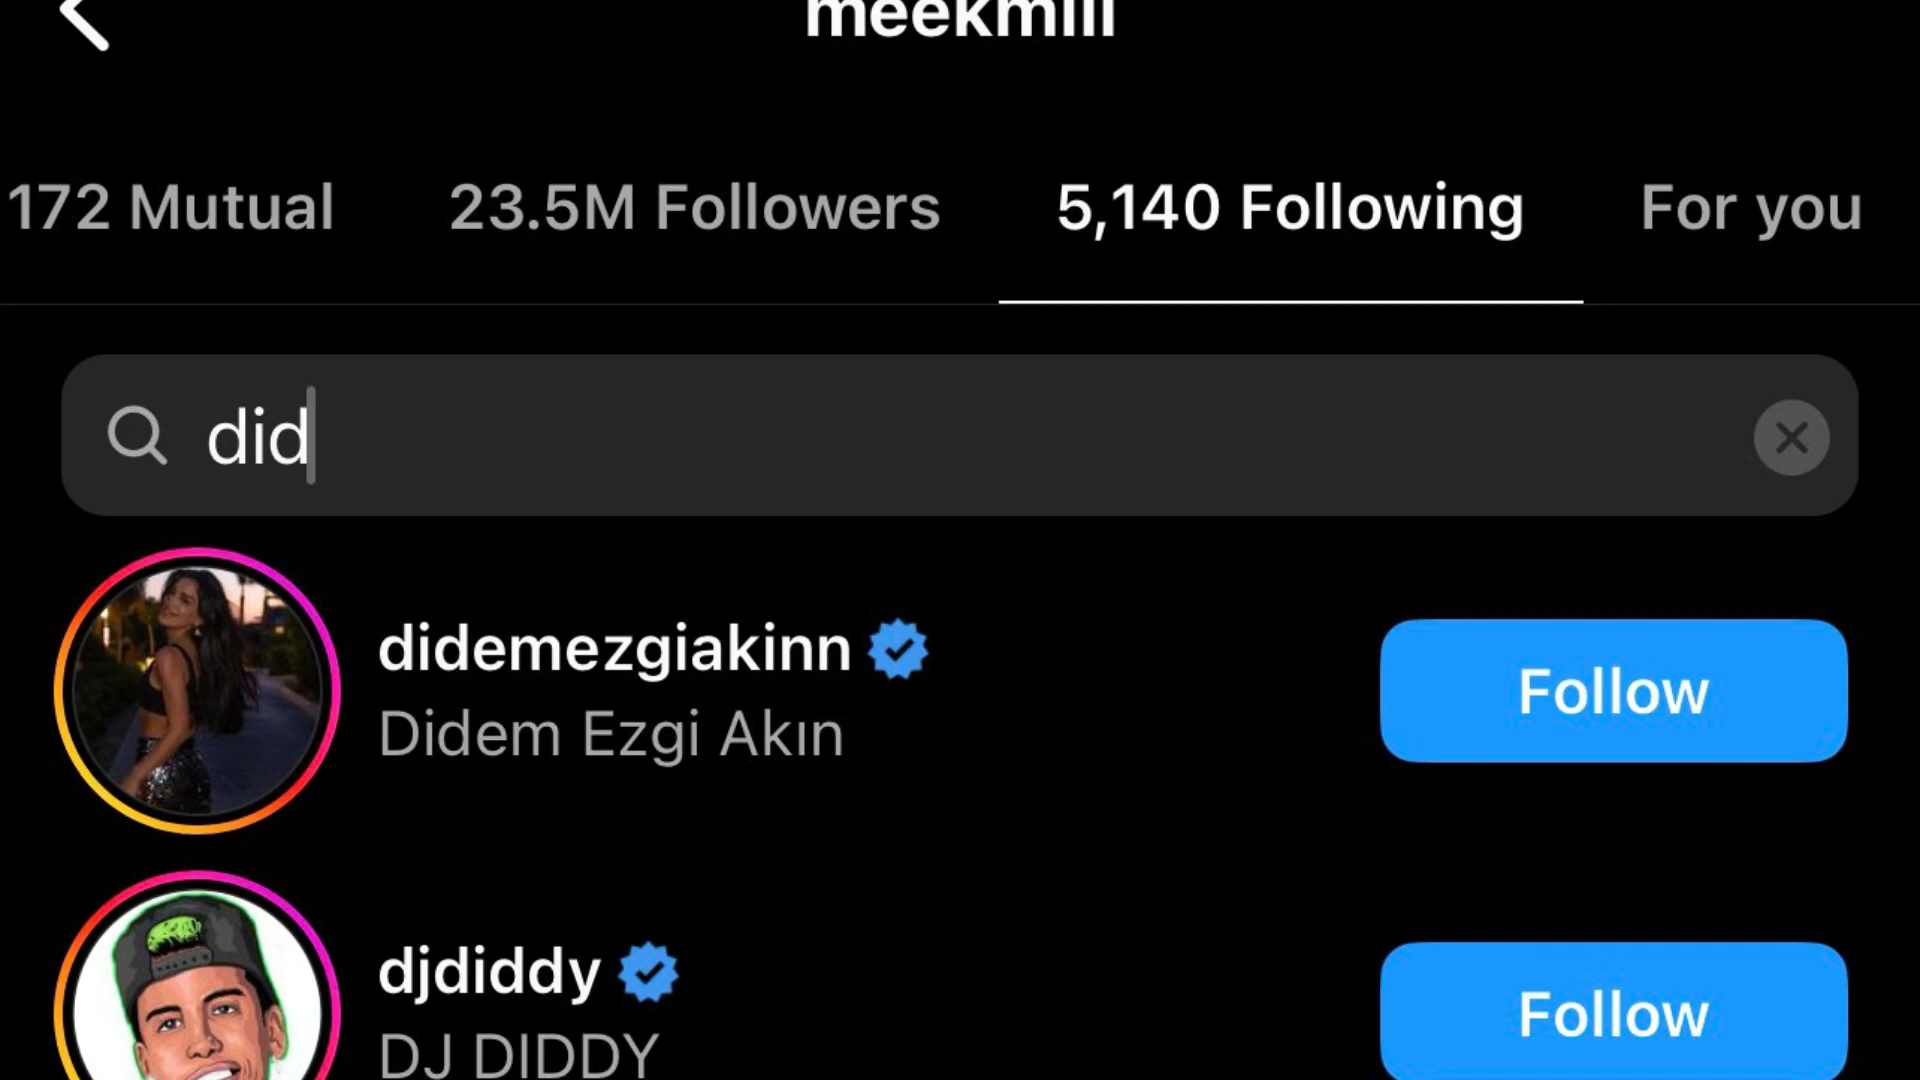 meekmill
172 Mutual 23.5M Followers 5,140 Following For you
did
didemezgiakinn
Didem Ezgi Akın
Follow
djdiddy
DJ DIDDY
Follow